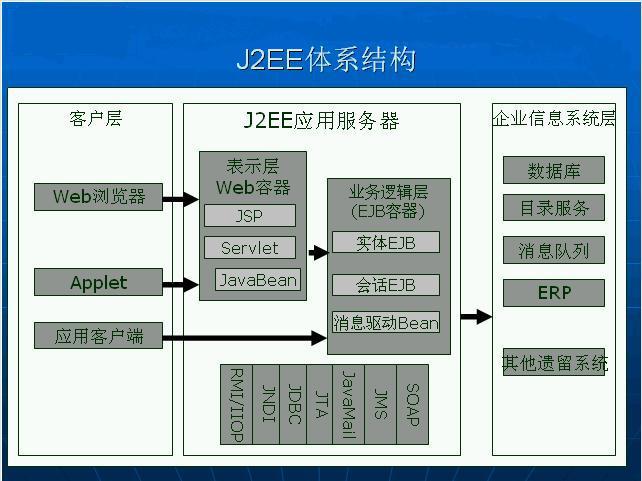 J2EE体系结构
客户层
Web浏览器
Applet
应用客户端
J2EE应用服务器
表示层
Web容器
JSP
Servlet
JavaBean
业务逻辑层
(EJB容器)
实体EJB
会话EJB
消息驱动Bean
RMI/IIOP
JNDI
JDBC
JTA
JavaMail
JMS
SOAP
企业信息系统层
数据库
目录服务
消息队列
ERP
其他遗留系统